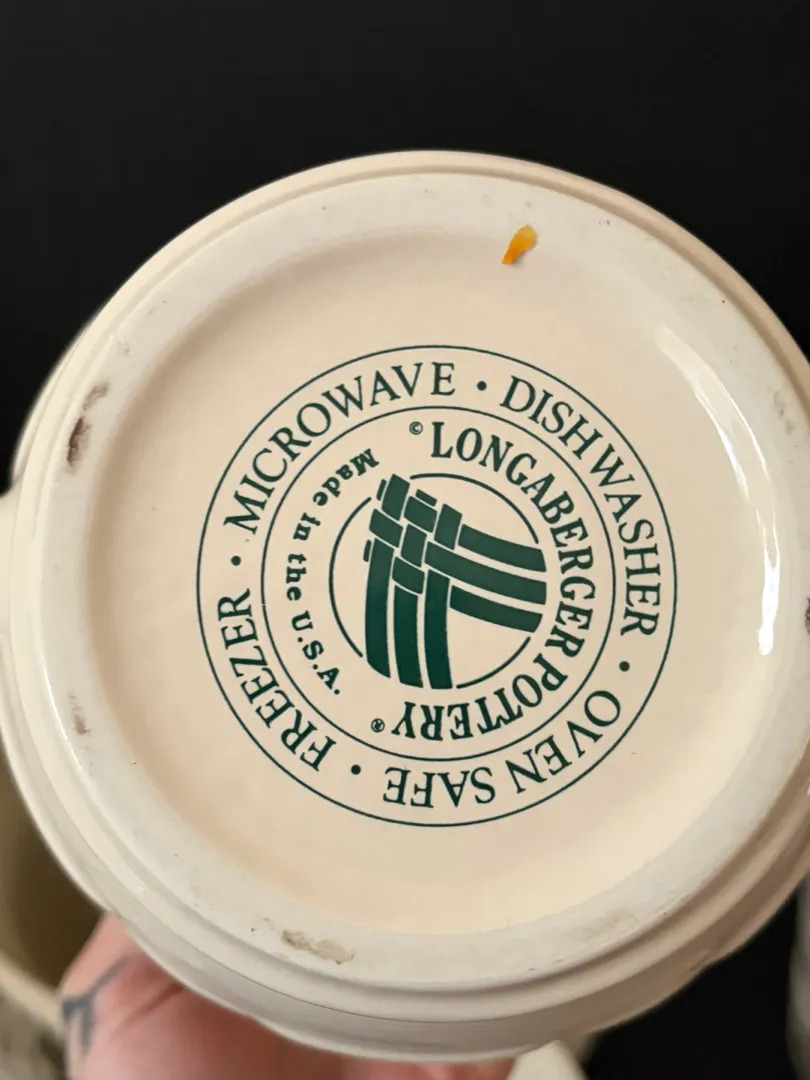 MICROWAVE · DISHWASHER · OVEN SAFE · FREEZER ·
© LONGABERGER POTTERY ®
Made in the U.S.A.